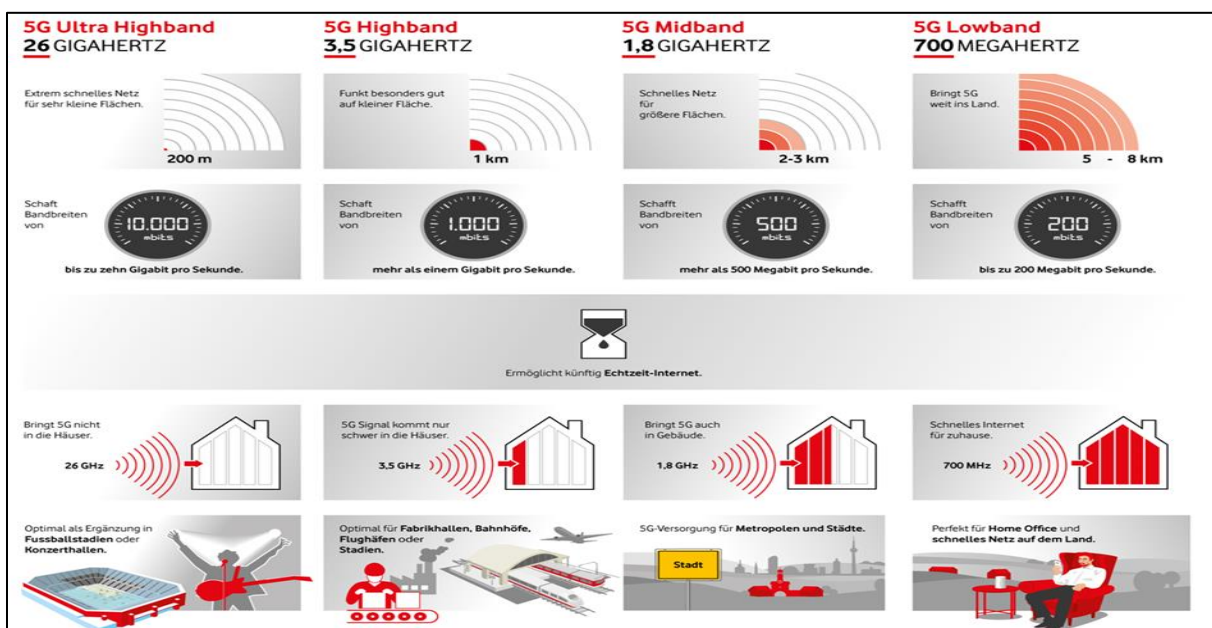 5G Ultra Highband
26 GIGAHERTZ
5G Highband
3,5 GIGAHERTZ
5G Midband
1,8 GIGAHERTZ
5G Lowband
700 MEGAHERTZ
Extrem schnelles Netz
für sehr kleine Flächen.
200 m
Funkt besonders gut
auf kleiner Fläche.
1 km
Schnelles Netz
für
größere Flächen.
2-3 km
Bringt 5G
weit ins Land.
5 - 8 km
Schaft
Bandbreiten
von
10.000
mbits
bis zu zehn Gigabit pro Sekunde.
Schaft
Bandbreiten
von
1.000
mbits
mehr als einem Gigabit pro Sekunde.
Schafft
Bandbreiten
von
500
mbits
mehr als 500 Megabit pro Sekunde.
Schafft
Bandbreiten
von
200
mbits
bis zu 200 Megabit pro Sekunde.
Ermöglicht künftig Echtzeit-Internet.
Bringt 5G nicht
in die Häuser.
26 GHz
5G Signal kommt nur
schwer in die Häuser.
3,5 GHz
Bringt 5G auch
in Gebäude.
1,8 GHz
Schnelles Internet
für zuhause.
700 MHz
Optimal als Ergänzung in
Fussballstadien oder
Konzerthallen.
Optimal für Fabrikhallen, Bahnhöfe,
Flughäfen oder
Stadien.
5G-Versorgung für Metropolen und Städte.
Stadt
Perfekt für Home Office und
schnelles Netz auf dem Land.